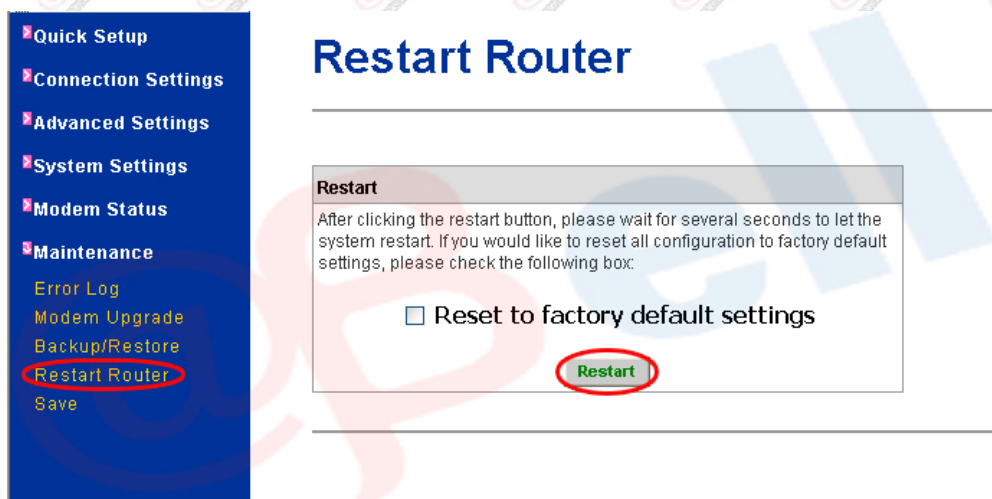 Quick Setup
Connection Settings
Advanced Settings
System Settings
Modem Status
Maintenance
Error Log
Modem Upgrade
Backup/Restore
Restart Router
Save
Restart Router
Restart
After clicking the restart button, please wait for several seconds to let the
system restart. If you would like to reset all configuration to factory default
settings, please check the following box:
Reset to factory default settings
Restart
@Bell